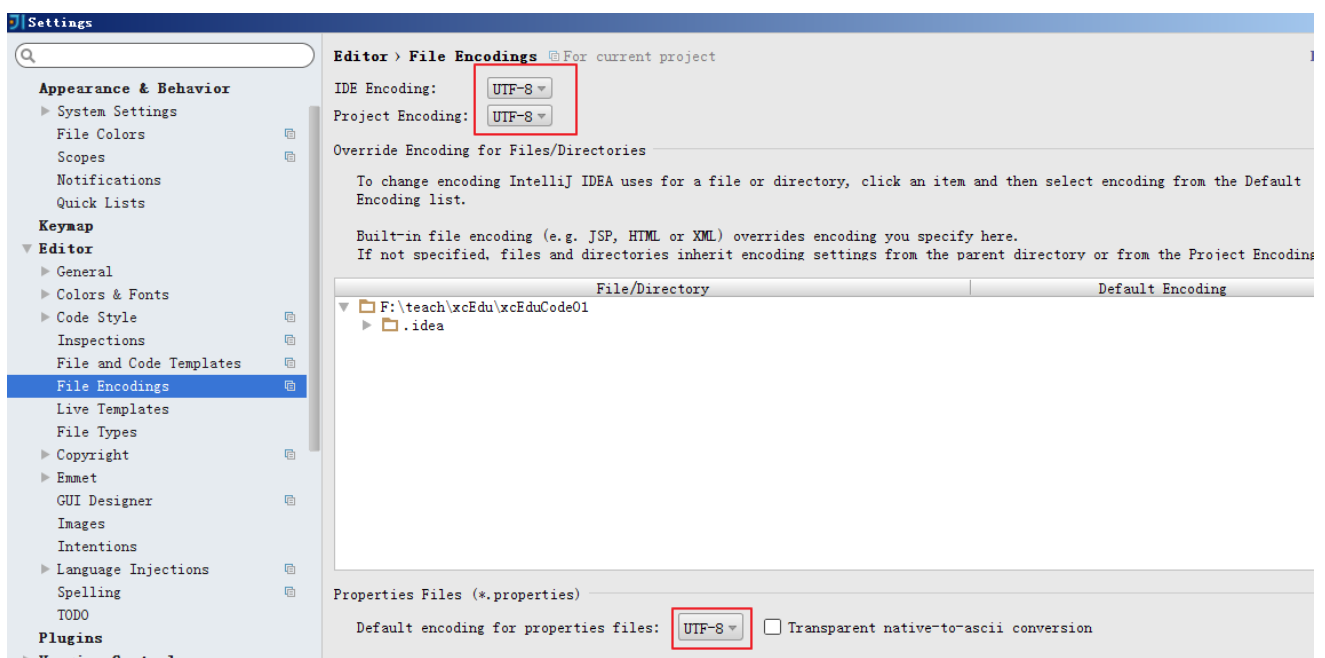 Settings
Appearance & Behavior
System Settings
File Colors
Scopes
Notifications
Quick Lists
Keymap
Editor
General
Colors & Fonts
Code Style
Inspections
File and Code Templates
File Encodings
Live Templates
File Types
Copyright
Emmet
GUI Designer
Images
Intentions
Language Injections
Spelling
TODO
Plugins
Editor › File Encodings For current project
IDE Encoding: UTF-8
Project Encoding: UTF-8
Override Encoding for Files/Directories
To change encoding IntelliJ IDEA uses for a file or directory, click an item and then select encoding from the Default
Encoding list.
Built-in file encoding (e.g. JSP, HTML or XML) overrides encoding you specify here.
If not specified, files and directories inherit encoding settings from the parent directory or from the Project Encoding
File/Directory Default Encoding
F:\teach\xcEdu\xcEduCode01
.idea
Properties Files (*.properties)
Default encoding for properties files: UTF-8 Transparent native-to-ascii conversion